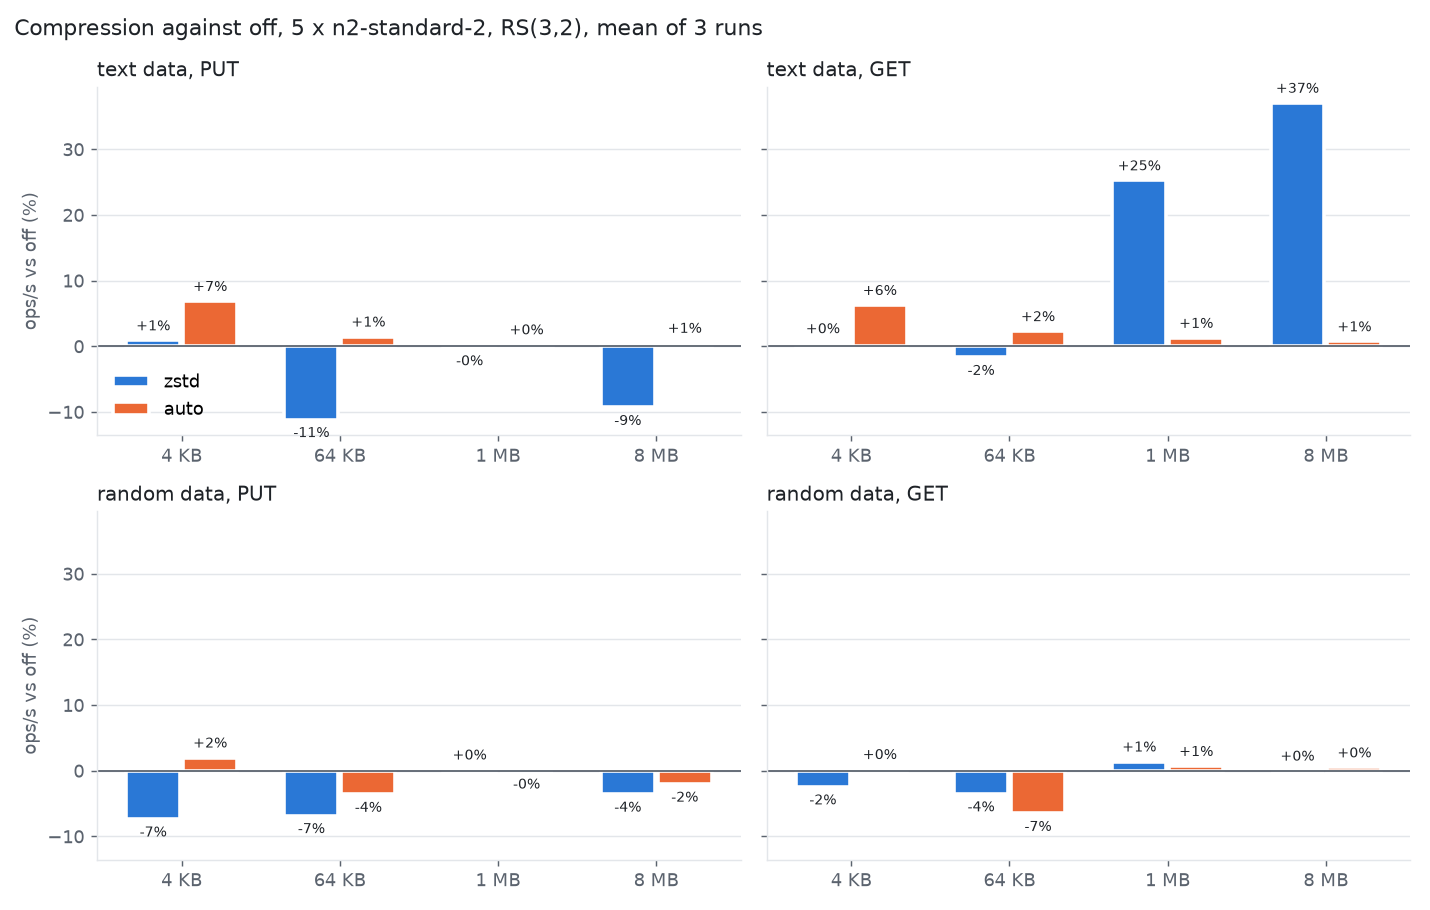 Compression against off, 5 x n2-standard-2, RS(3,2), mean of 3 runs
text data, PUT
ops/s vs off (%)
30
20
10
0
−10
+1%
+7%
-11%
+1%
-0%
+0%
-9%
+1%
zstd
auto
4 KB
64 KB
1 MB
8 MB
text data, GET
+0%
+6%
-2%
+2%
+25%
+1%
+37%
+1%
4 KB
64 KB
1 MB
8 MB
random data, PUT
ops/s vs off (%)
30
20
10
0
−10
-7%
+2%
-7%
-4%
+0%
-0%
-4%
-2%
4 KB
64 KB
1 MB
8 MB
random data, GET
-2%
+0%
-4%
-7%
+1%
+1%
+0%
+0%
4 KB
64 KB
1 MB
8 MB